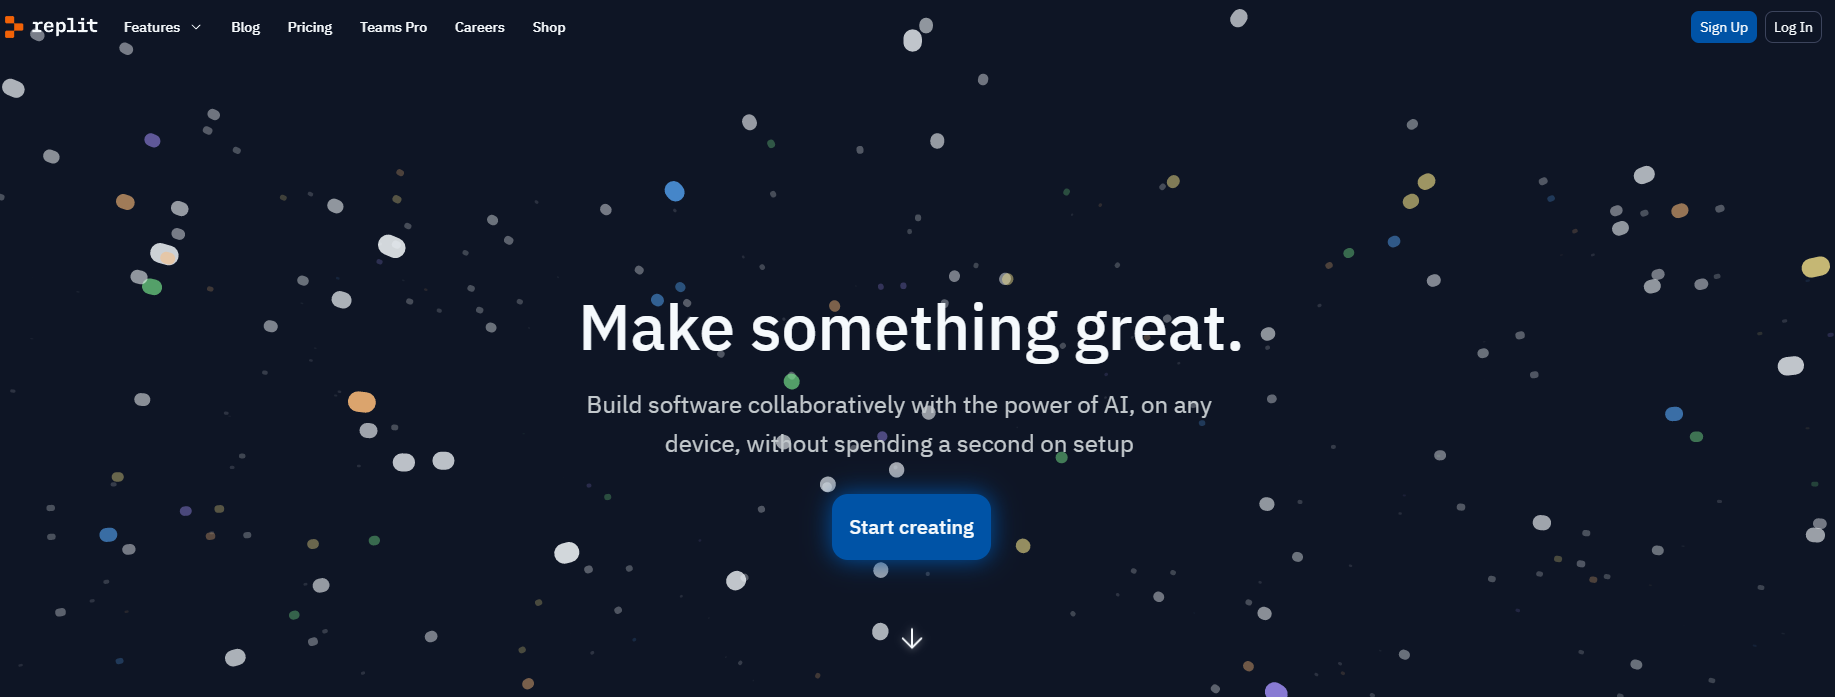 replit Features Blog Pricing Teams Pro Careers Shop Sign Up Log In
Make something great.
Build software collaboratively with the power of AI, on any
device, without spending a second on setup
Start creating